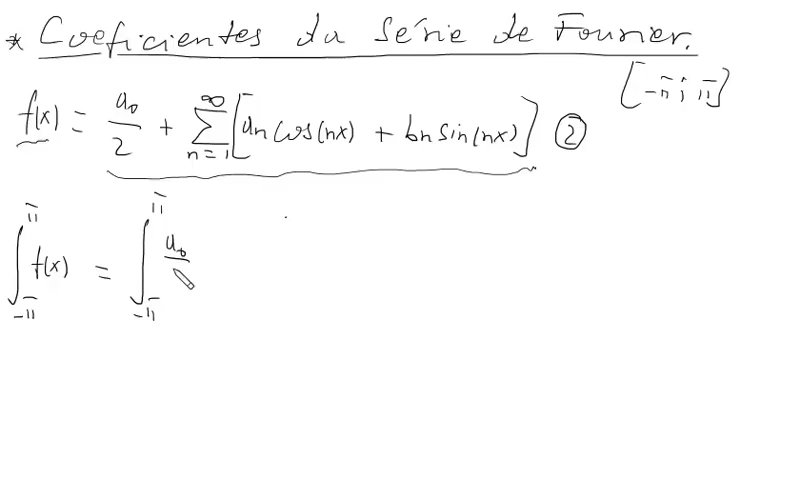 * Coeficientes da Série de Fourier.
[-π; π]
f(x) = a₀/2 + ∑_{n=1}^{∞} [an cos(nx) + bn sin(nx)] ②
∫_{-π}^{π} f(x) = ∫_{-π}^{π} a₀/